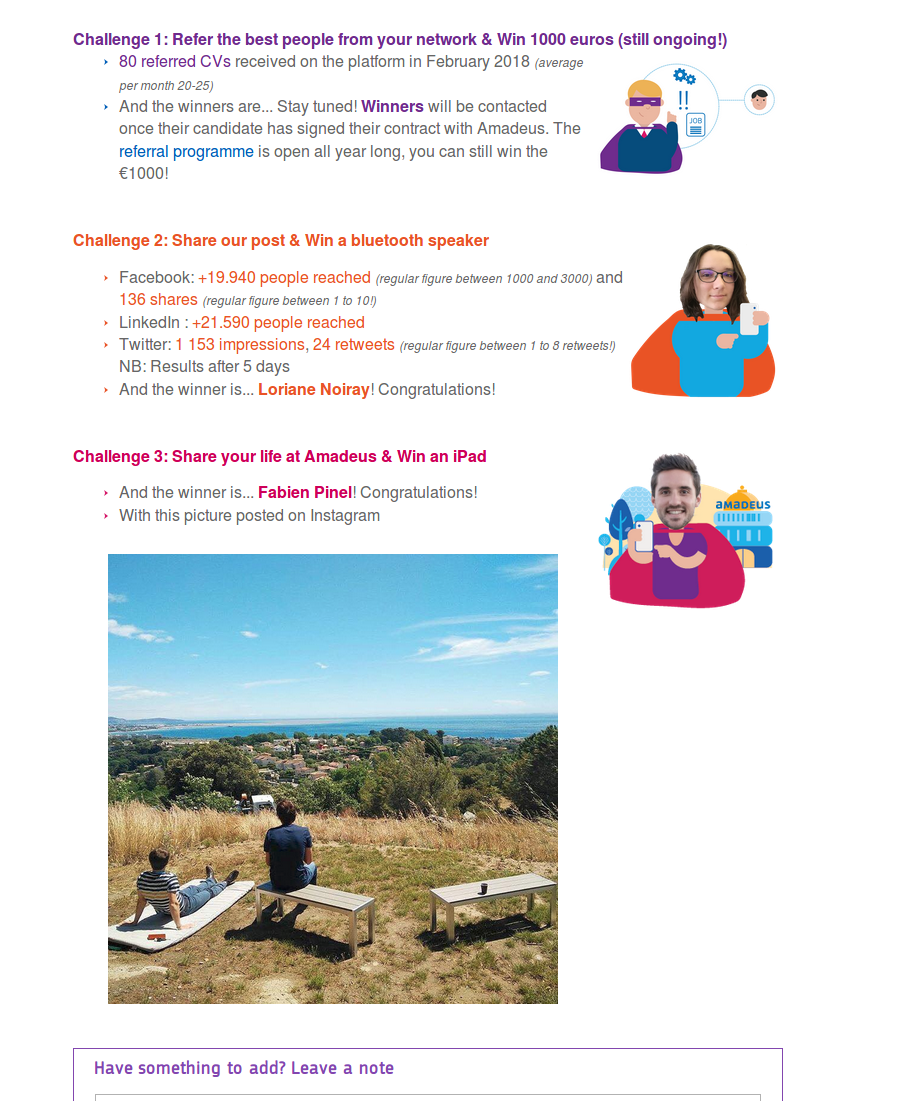 Challenge 1: Refer the best people from your network & Win 1000 euros (still ongoing!)
80 referred CVs received on the platform in February 2018 (average
per month 20-25)
And the winners are... Stay tuned! Winners will be contacted
once their candidate has signed their contract with Amadeus. The
referral programme is open all year long, you can still win the
€1000!
!!
JOB
Challenge 2: Share our post & Win a bluetooth speaker
Facebook: +19.940 people reached (regular figure between 1000 and 3000) and
136 shares (regular figure between 1 to 10!)
LinkedIn : +21.590 people reached
Twitter: 1 153 impressions, 24 retweets (regular figure between 1 to 8 retweets!)
NB: Results after 5 days
And the winner is... Loriane Noiray! Congratulations!
Challenge 3: Share your life at Amadeus & Win an iPad
And the winner is... Fabien Pinel! Congratulations!
With this picture posted on Instagram
amadeus
Have something to add? Leave a note